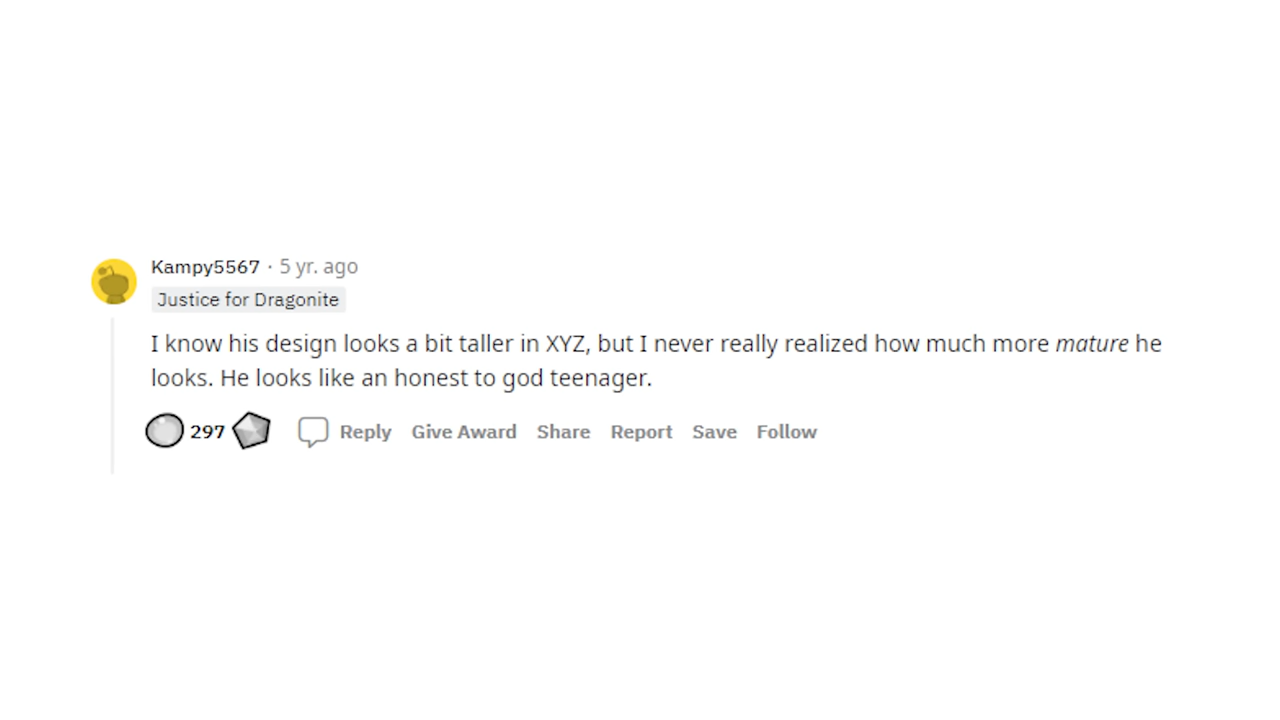 Kampy5567 · 5 yr. ago
Justice for Dragonite
I know his design looks a bit taller in XYZ, but I never really realized how much more mature he
looks. He looks like an honest to god teenager.
297 Reply Give Award Share Report Save Follow